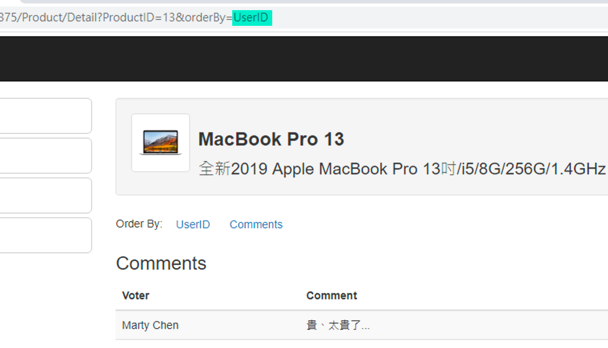 375/Product/Detail?ProductID=13&orderBy=UserID
MacBook Pro 13
全新2019 Apple MacBook Pro 13吋/i5/8G/256G/1.4GHz
Order By: UserID Comments
Comments
Voter Comment
Marty Chen 貴、太貴了...